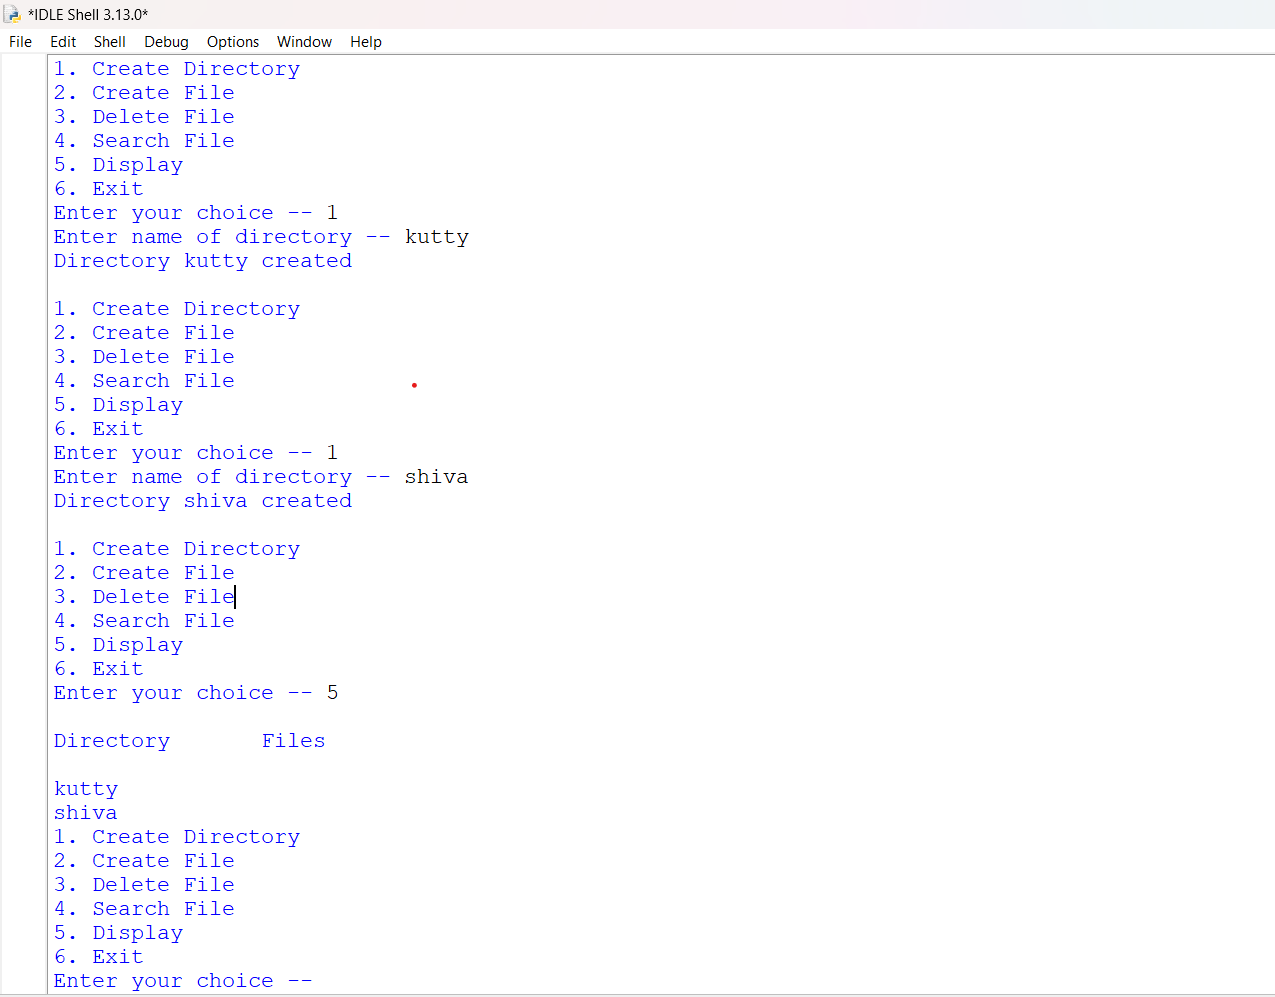 *IDLE Shell 3.13.0*
File Edit Shell Debug Options Window Help
1. Create Directory
2. Create File
3. Delete File
4. Search File
5. Display
6. Exit
Enter your choice -- 1
Enter name of directory -- kutty
Directory kutty created
1. Create Directory
2. Create File
3. Delete File
4. Search File
5. Display
6. Exit
Enter your choice -- 1
Enter name of directory -- shiva
Directory shiva created
1. Create Directory
2. Create File
3. Delete File
4. Search File
5. Display
6. Exit
Enter your choice -- 5
Directory Files
kutty
shiva
1. Create Directory
2. Create File
3. Delete File
4. Search File
5. Display
6. Exit
Enter your choice --